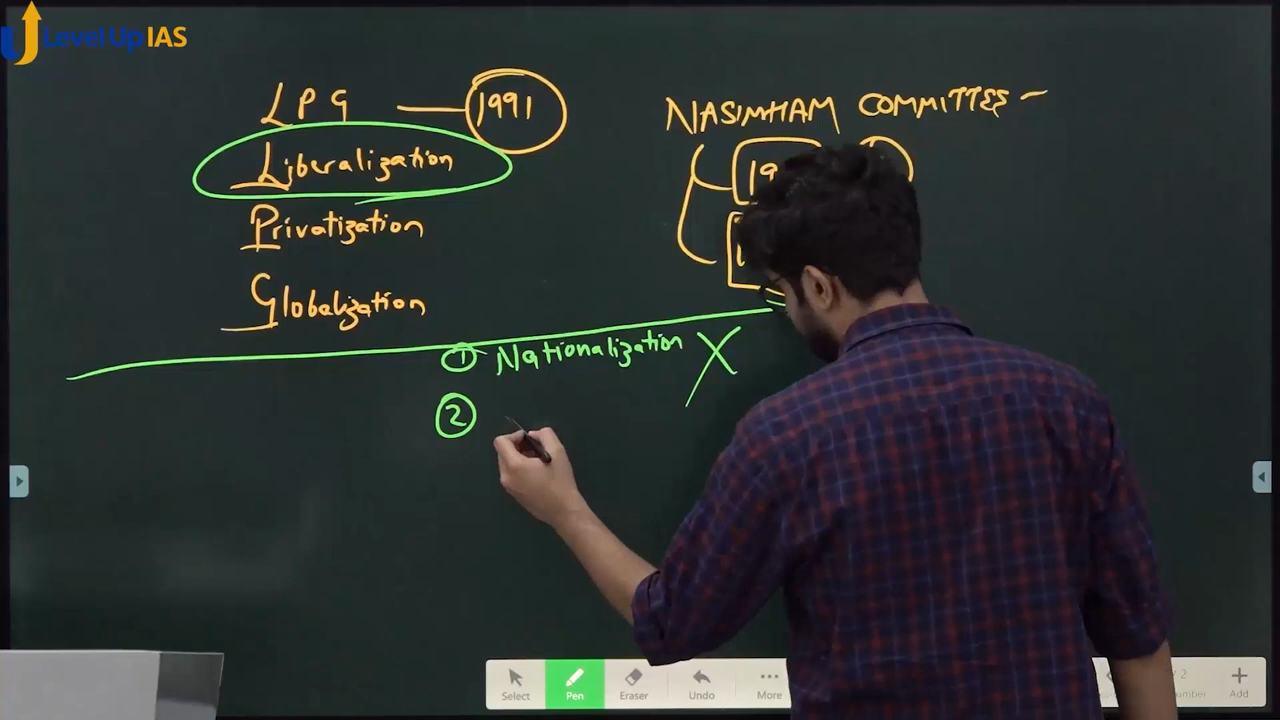 Level Up IAS
LPG — 1991
Liberalization
Privatization
Globalization
NASIMHAM COMMITTEE -
① Nationalization X
②
Select
Pen
Eraser
Undo
More
2
Add